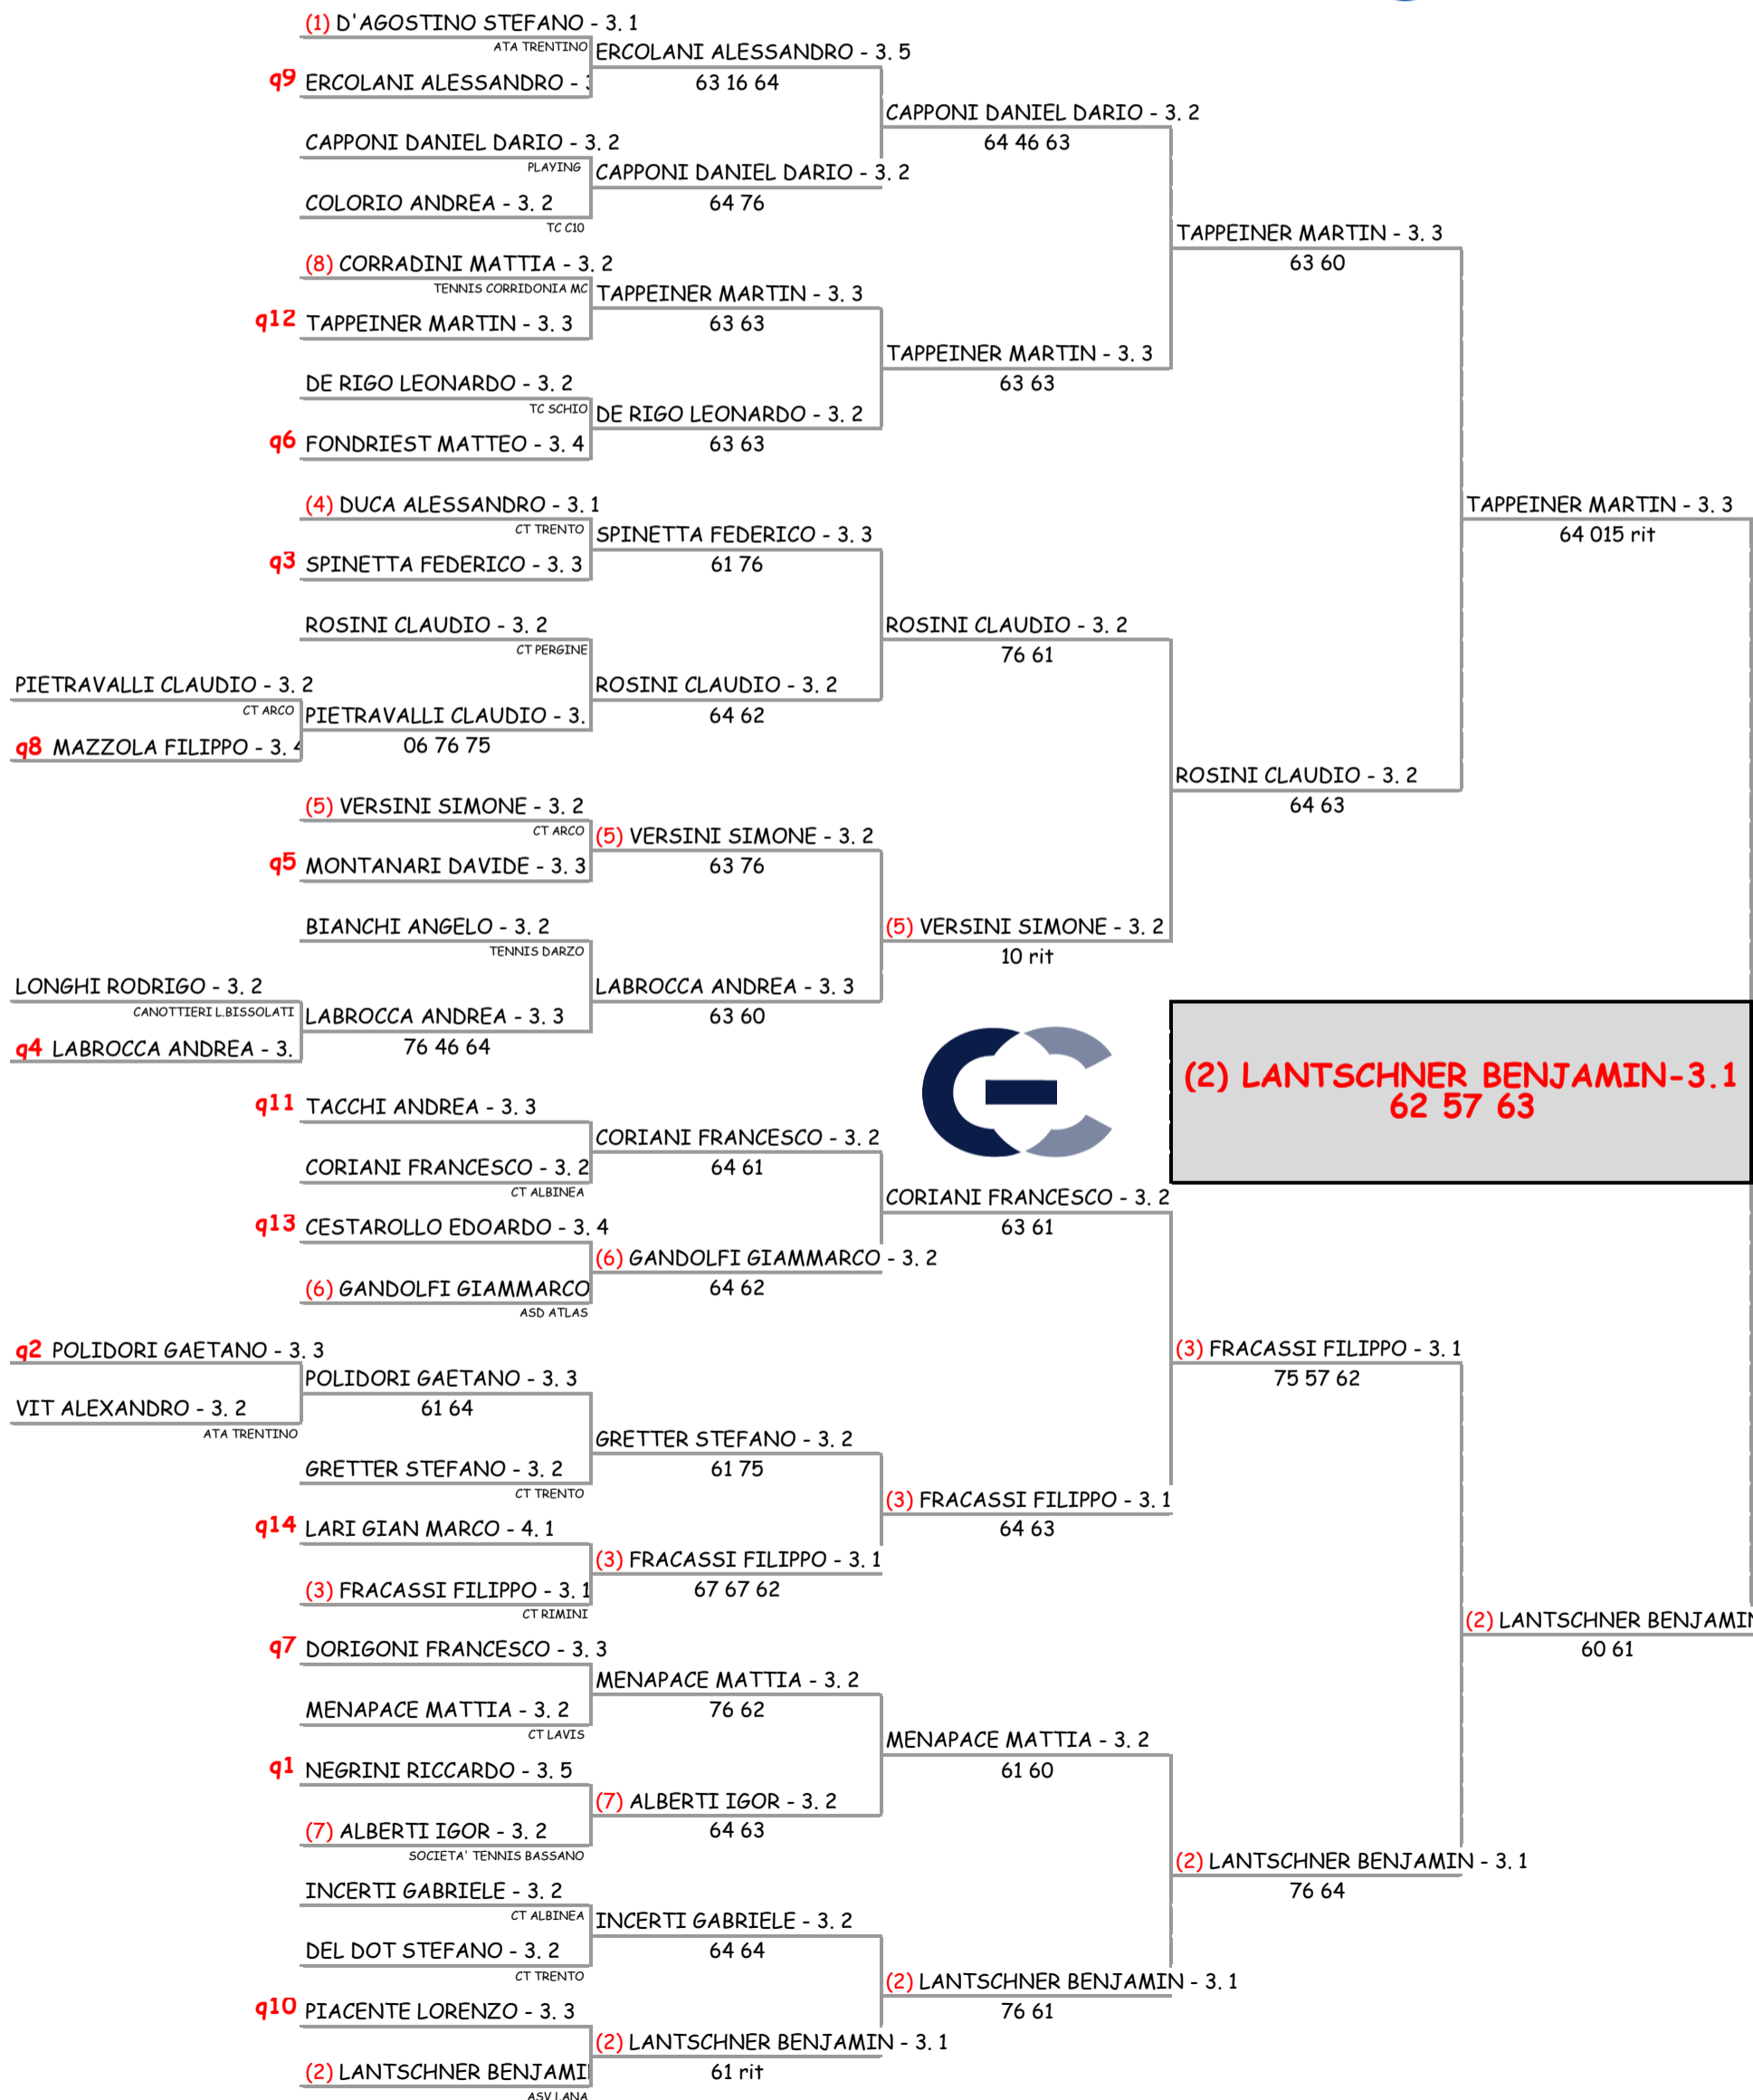 (1) D'AGOSTINO STEFANO - 3. 1
ATA TRENTINO
ERCOLANI ALESSANDRO - 3. 5
q9 ERCOLANI ALESSANDRO -
63 16 64
CAPPONI DANIEL DARIO - 3. 2
64 46 63
CAPPONI DANIEL DARIO - 3. 2
PLAYING
CAPPONI DANIEL DARIO - 3. 2
COLORIO ANDREA - 3. 2
64 76
TC C10
TAPPEINER MARTIN - 3. 3
63 60
(8) CORRADINI MATTIA - 3. 2
TENNIS CORRIDONIA MC
TAPPEINER MARTIN - 3. 3
q12 TAPPEINER MARTIN - 3. 3
63 63
TAPPEINER MARTIN - 3. 3
63 63
DE RIGO LEONARDO - 3. 2
TC SCHIO
DE RIGO LEONARDO - 3. 2
q6 FONDRIEST MATTEO - 3. 4
63 63
(4) DUCA ALESSANDRO - 3. 1
TAPPEINER MARTIN - 3. 3
64 015 rit
CT TRENTO
SPINETTA FEDERICO - 3. 3
q3 SPINETTA FEDERICO - 3. 3
61 76
ROSINI CLAUDIO - 3. 2
CT PERGINE
ROSINI CLAUDIO - 3. 2
76 61
PIETRAVALLI CLAUDIO - 3. 2
CT ARCO
ROSINI CLAUDIO - 3. 2
PIETRAVALLI CLAUDIO - 3.
64 62
q8 MAZZOLA FILIPPO - 3. 4
06 76 75
ROSINI CLAUDIO - 3. 2
64 63
(5) VERSINI SIMONE - 3. 2
CT ARCO
(5) VERSINI SIMONE - 3. 2
q5 MONTANARI DAVIDE - 3. 3
63 76
BIANCHI ANGELO - 3. 2
TENNIS DARZO
(5) VERSINI SIMONE - 3. 2
10 rit
LONGHI RODRIGO - 3. 2
CANOTTIERI L.BISSOLATI
LABROCCA ANDREA - 3. 3
LABROCCA ANDREA - 3. 3
63 60
q4 LABROCCA ANDREA - 3.
76 46 64
(2) LANTSCHNER BENJAMIN-3.1
62 57 63
q11 TACCHI ANDREA - 3. 3
CORIANI FRANCESCO - 3. 2
CORIANI FRANCESCO - 3. 2
64 61
CT ALBINEA
CORIANI FRANCESCO - 3. 2
63 61
q13 CESTAROLLO EDOARDO - 3. 4
(6) GANDOLFI GIAMMARCO - 3. 2
(6) GANDOLFI GIAMMARCO
64 62
ASD ATLAS
q2 POLIDORI GAETANO - 3. 3
POLIDORI GAETANO - 3. 3
(3) FRACASSI FILIPPO - 3. 1
75 57 62
VIT ALEXANDRO - 3. 2
61 64
ATA TRENTINO
GRETTER STEFANO - 3. 2
GRETTER STEFANO - 3. 2
61 75
CT TRENTO
(3) FRACASSI FILIPPO - 3. 1
64 63
q14 LARI GIAN MARCO - 4. 1
(3) FRACASSI FILIPPO - 3. 1
(3) FRACASSI FILIPPO - 3. 1
67 67 62
CT RIMINI
(2) LANTSCHNER BENJAMIN
60 61
q7 DORIGONI FRANCESCO - 3. 3
MENAPACE MATTIA - 3. 2
MENAPACE MATTIA - 3. 2
76 62
CT LAVIS
MENAPACE MATTIA - 3. 2
61 60
q1 NEGRINI RICCARDO - 3. 5
(7) ALBERTI IGOR - 3. 2
(7) ALBERTI IGOR - 3. 2
64 63
SOCIETA' TENNIS BASSANO
(2) LANTSCHNER BENJAMIN - 3. 1
76 64
INCERTI GABRIELE - 3. 2
CT ALBINEA
INCERTI GABRIELE - 3. 2
DEL DOT STEFANO - 3. 2
64 64
CT TRENTO
(2) LANTSCHNER BENJAMIN - 3. 1
76 61
q10 PIACENTE LORENZO - 3. 3
(2) LANTSCHNER BENJAMIN - 3. 1
(2) LANTSCHNER BENJAMI
61 rit
ASV LANA